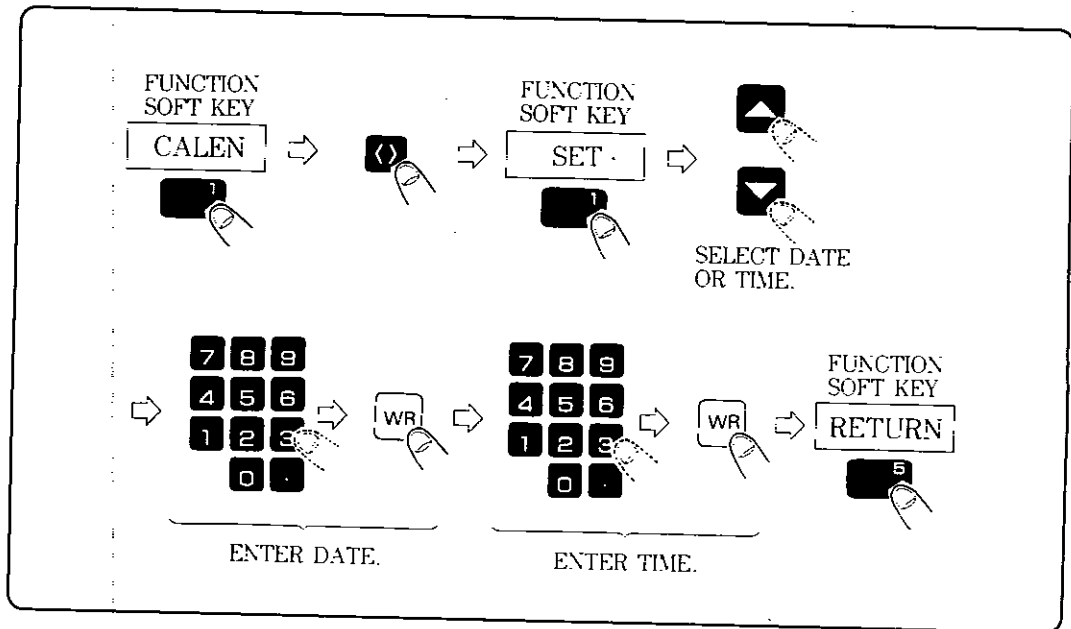 FUNCTION
SOFT KEY
CALEN
1
FUNCTION
SOFT KEY
SET
1
SELECT DATE
OR TIME.
7 8 9
4 5 6
1 2 3
0 .
WR
ENTER DATE.
7 8 9
4 5 6
1 2 3
0 .
WR
ENTER TIME.
FUNCTION
SOFT KEY
RETURN
5